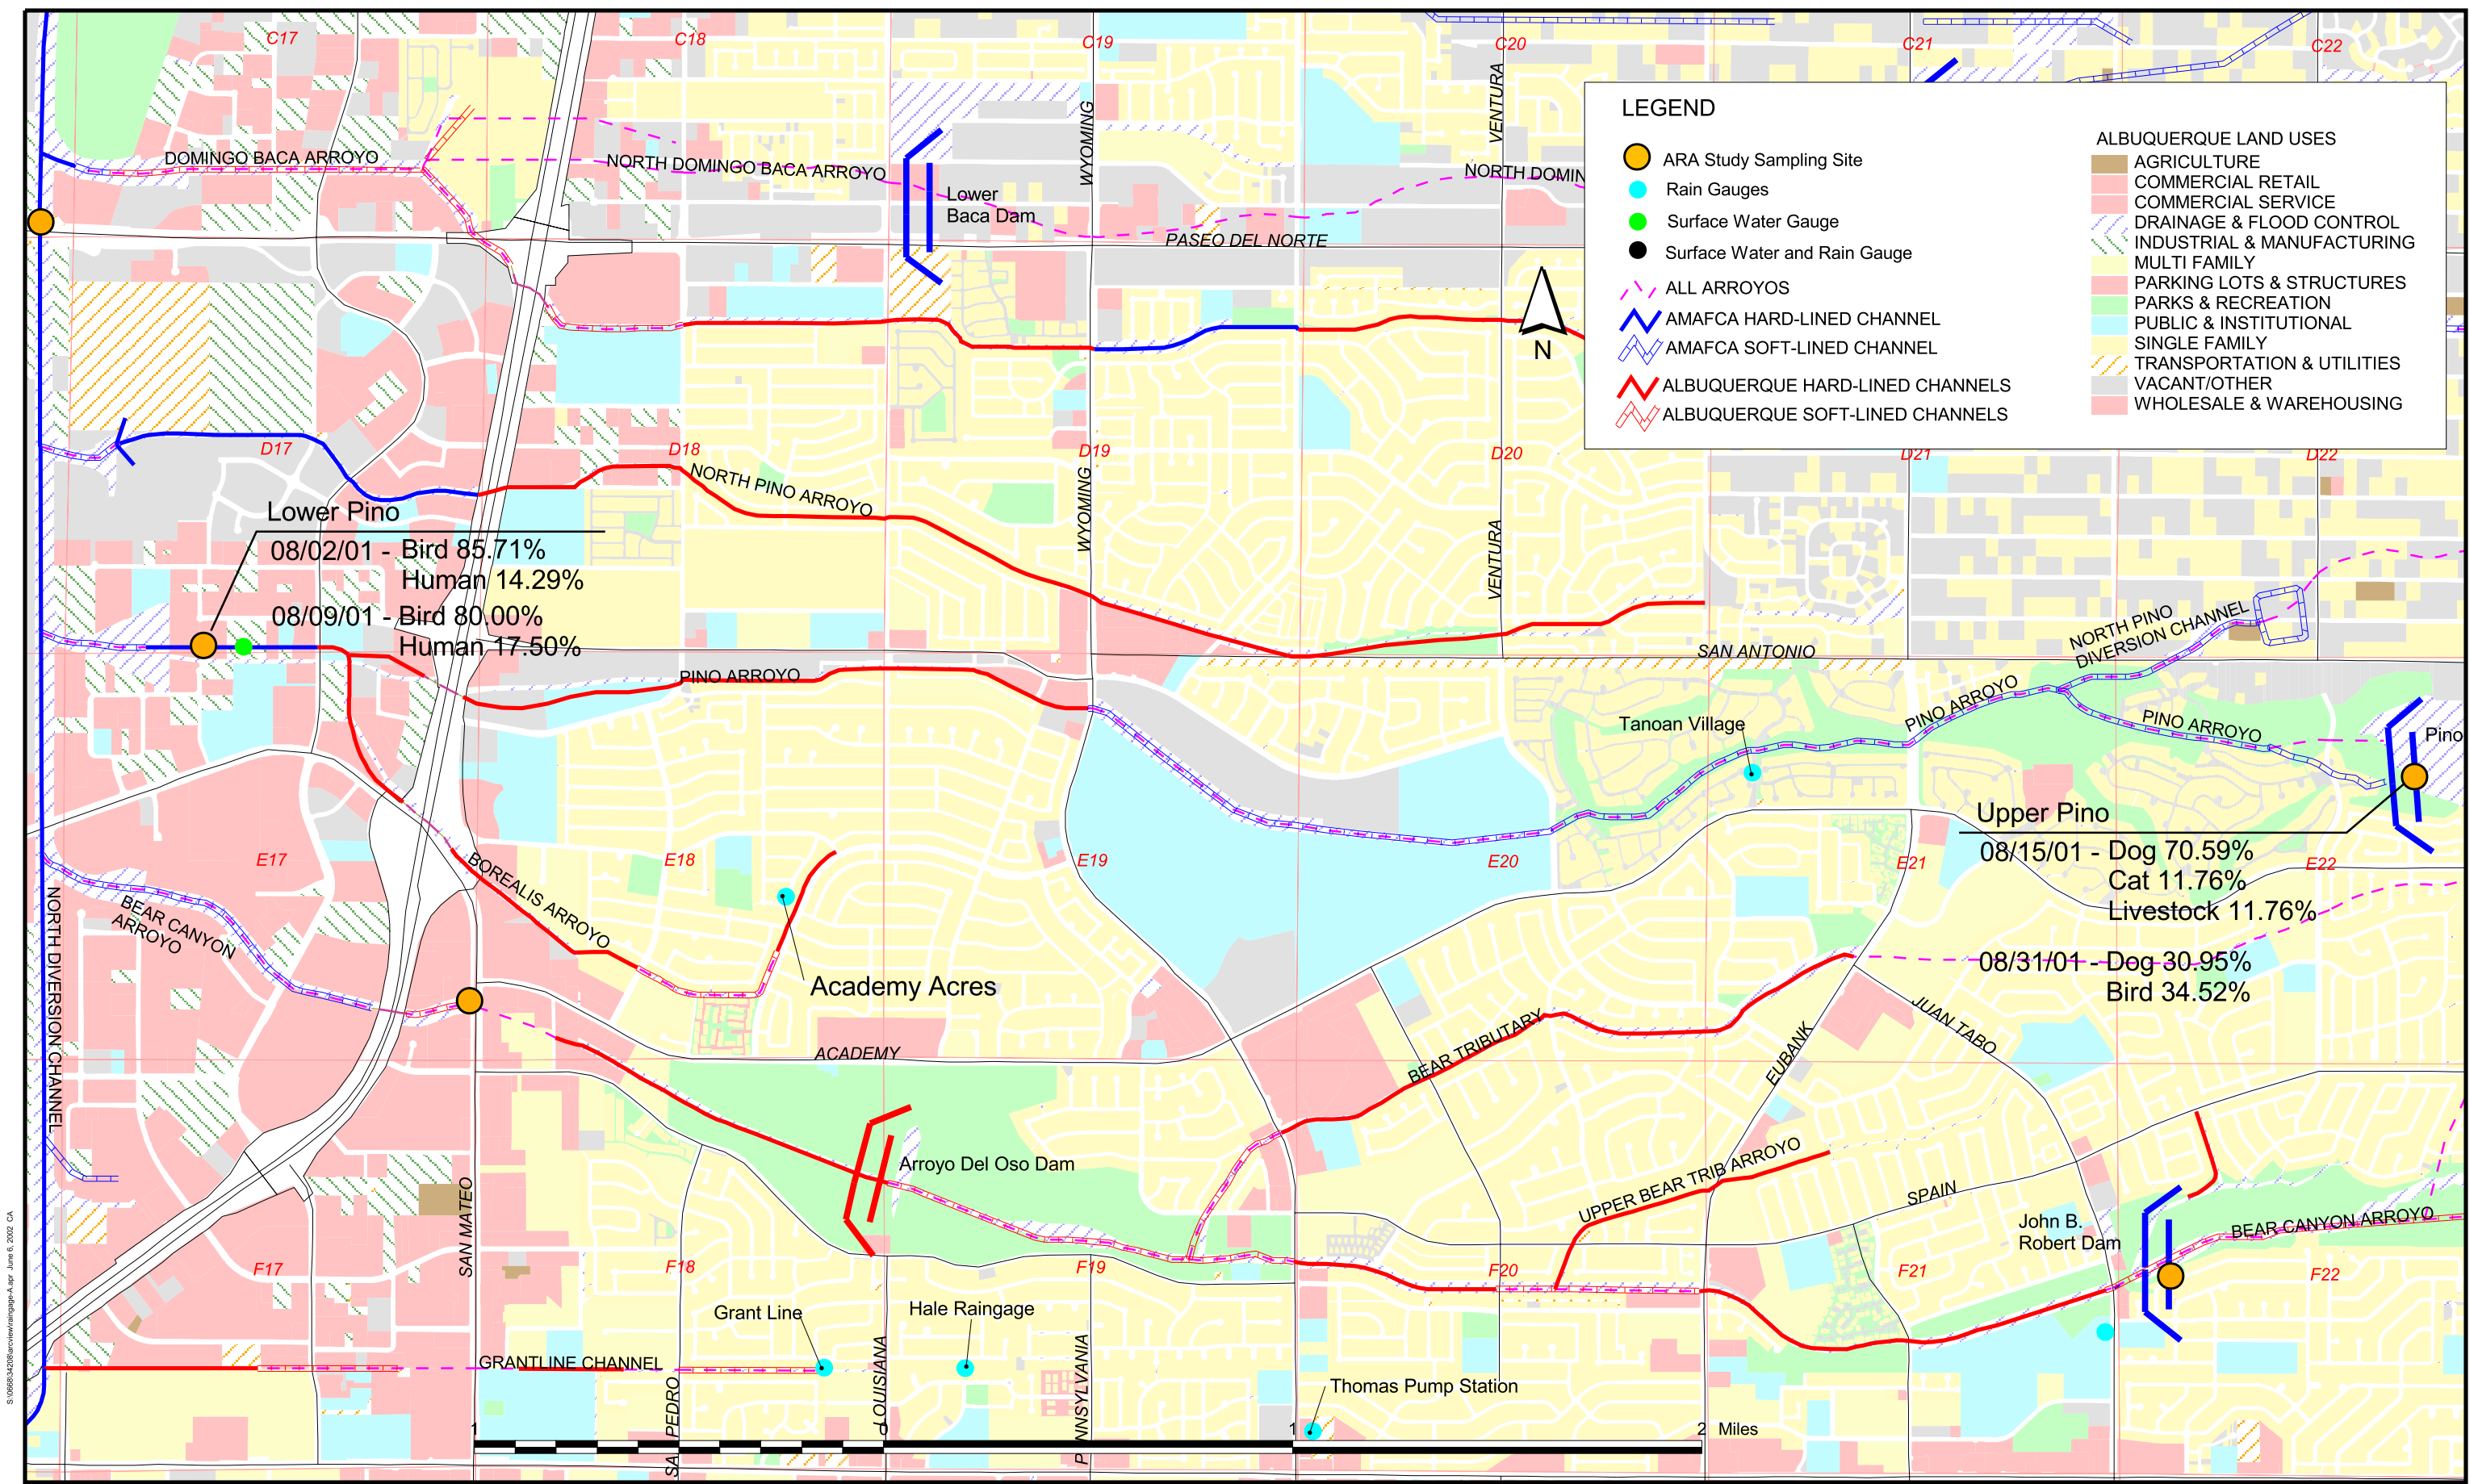 C17
C18
C19
C20
C21
C22
DOMINGO BACA ARROYO
NORTH DOMINGO BACA ARROYO
Lower
Baca Dam
WYOMING
VENTURA
NORTH DOMIN
PASEO DEL NORTE
LEGEND
ARA Study Sampling Site
Rain Gauges
Surface Water Gauge
Surface Water and Rain Gauge
ALL ARROYOS
AMAFCA HARD-LINED CHANNEL
AMAFCA SOFT-LINED CHANNEL
ALBUQUERQUE HARD-LINED CHANNELS
ALBUQUERQUE SOFT-LINED CHANNELS
ALBUQUERQUE LAND USES
AGRICULTURE
COMMERCIAL RETAIL
COMMERCIAL SERVICE
DRAINAGE & FLOOD CONTROL
INDUSTRIAL & MANUFACTURING
MULTI FAMILY
PARKING LOTS & STRUCTURES
PARKS & RECREATION
PUBLIC & INSTITUTIONAL
SINGLE FAMILY
TRANSPORTATION & UTILITIES
VACANT/OTHER
WHOLESALE & WAREHOUSING
N
D17
D18
D19
D20
D21
D22
NORTH PINO ARROYO
WYOMING
VENTURA
Lower Pino
08/02/01 - Bird 85.71%
Human 14.29%
08/09/01 - Bird 80.00%
Human 17.50%
PINO ARROYO
SAN ANTONIO
NORTH PINO
DIVERSION CHANNEL
PINO ARROYO
PINO ARROYO
Tanoan Village
Pino
Upper Pino
08/15/01 - Dog 70.59%
Cat 11.76%
Livestock 11.76%
08/31/01 - Dog 30.95%
Bird 34.52%
E17
E18
E19
E20
E21
E22
BOREALIS ARROYO
BEAR CANYON
ARROYO
NORTH DIVERSION CHANNEL
Academy Acres
ACADEMY
BEAR TRIBUTARY
EUBANK
JUAN TABO
Arroyo Del Oso Dam
UPPER BEAR TRIB ARROYO
SPAIN
John B.
Robert Dam
BEAR CANYON ARROYO
SAN MATEO
F17
F18
F19
F20
F21
F22
Grant Line
Hale Raingage
GRANTLINE CHANNEL
SAN PEDRO
LOUISIANA
PENNSYLVANIA
Thomas Pump Station
1
0
1
2 Miles
S:\0668\34208\arcview\raingage-A.apr June 6, 2002 CA